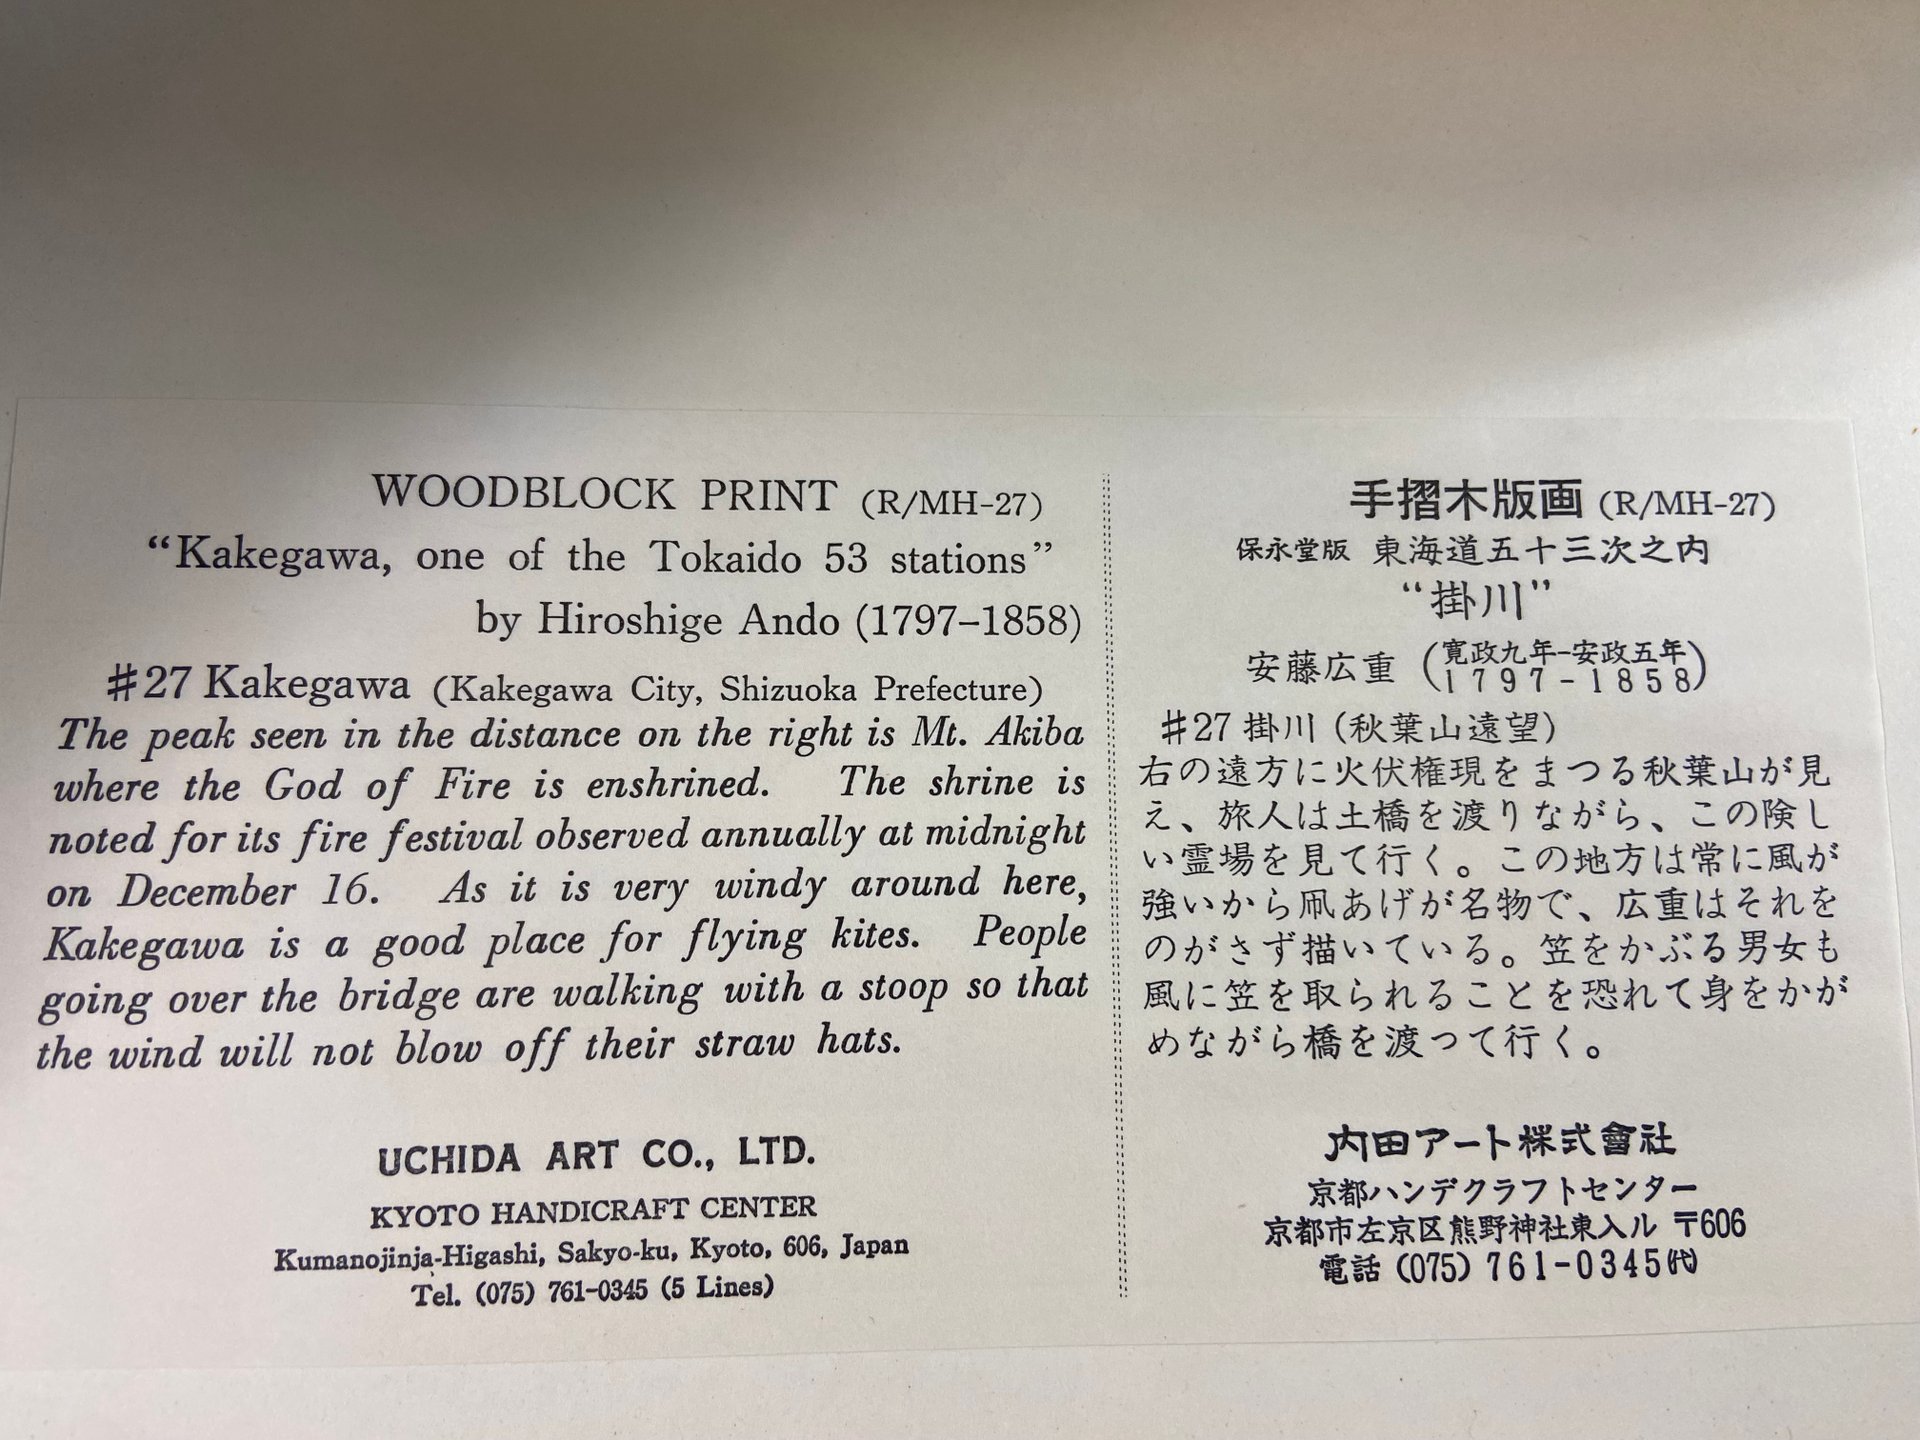 WOODBLOCK PRINT (R/MH-27)
“Kakegawa, one of the Tokaido 53 stations”
by Hiroshige Ando (1797–1858)
♯27 Kakegawa (Kakegawa City, Shizuoka Prefecture)
The peak seen in the distance on the right is Mt. Akiba
where the God of Fire is enshrined. The shrine is
noted for its fire festival observed annually at midnight
on December 16. As it is very windy around here,
Kakegawa is a good place for flying kites. People
going over the bridge are walking with a stoop so that
the wind will not blow off their straw hats.
UCHIDA ART CO., LTD.
KYOTO HANDICRAFT CENTER
Kumanojinja-Higashi, Sakyo-ku, Kyoto, 606, Japan
Tel. (075) 761-0345 (5 Lines)
手摺木版画 (R/MH-27)
保永堂版 東海道五十三次之内
“掛川”
安藤広重 (寛政九年-安政五年
1797-1858)
♯27 掛川 (秋葉山遠望)
右の遠方に火伏権現をまつる秋葉山が見
え、旅人は土橋を渡りながら、この険し
い霊場を見て行く。この地方は常に風が
強いから凧あげが名物で、広重はそれを
のがさず描いている。笠をかぶる男女も
風に笠を取られることを恐れて身をかが
めながら橋を渡って行く。
内田アート株式會社
京都ハンデクラフトセンター
京都市左京区熊野神社東入ル 〒606
電話 (075) 761-0345㈹